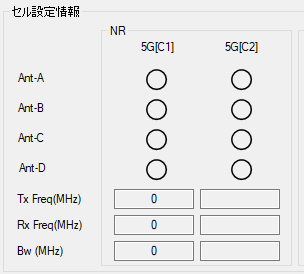 セル設定情報
NR
5G[C1] 5G[C2]
Ant-A
Ant-B
Ant-C
Ant-D
Tx Freq(MHz) 0
Rx Freq(MHz) 0
Bw (MHz) 0